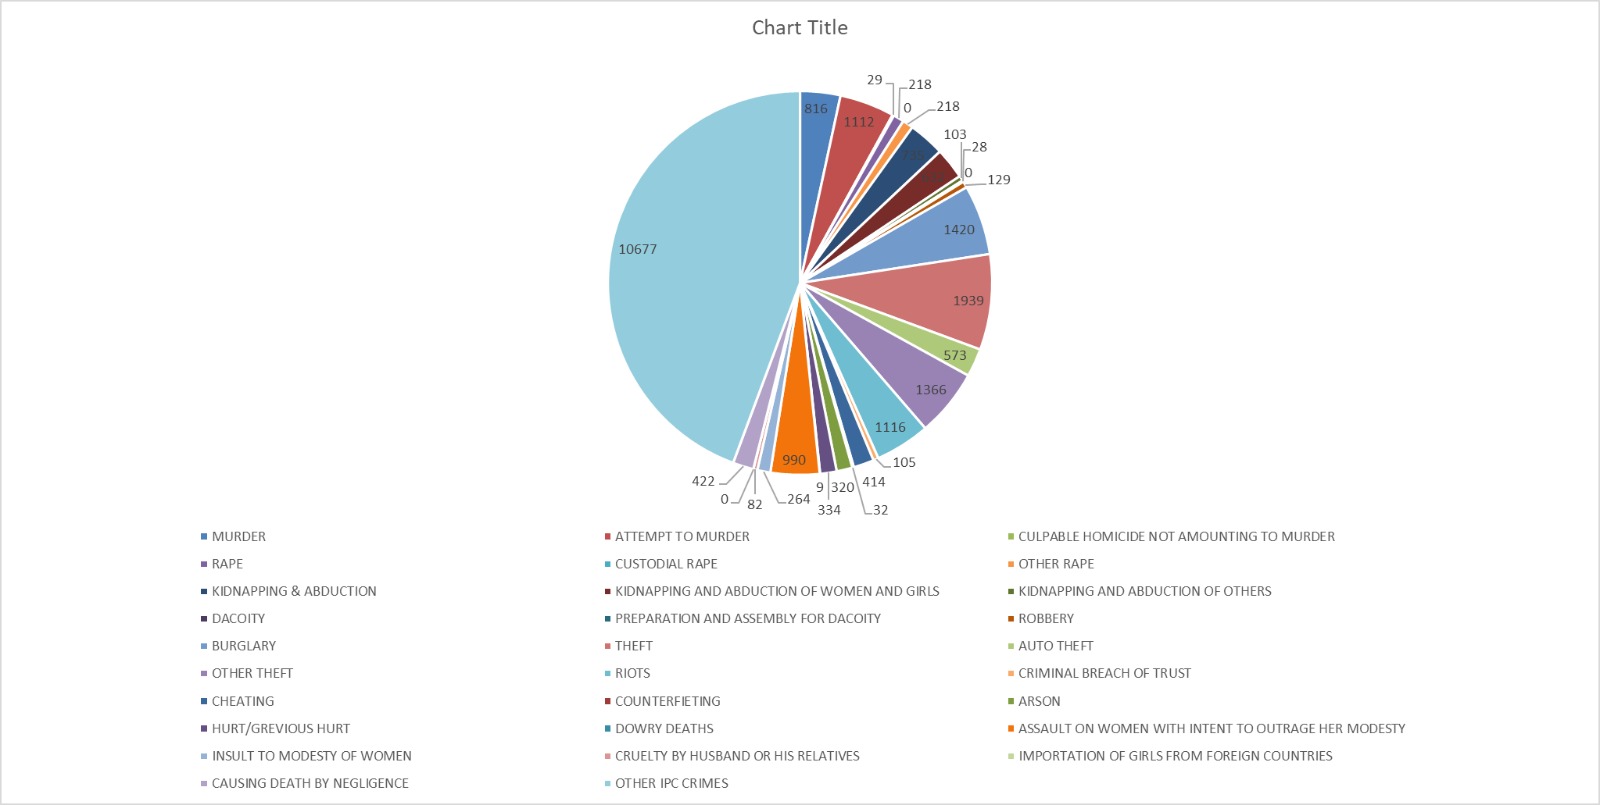 Chart Title
29
218
816
0
218
1112
103
28
0
129
1420
10677
1939
573
1366
1116
990
105
422
414
9
320
0
264
82
334
32
MURDER
ATTEMPT TO MURDER
CULPABLE HOMICIDE NOT AMOUNTING TO MURDER
RAPE
CUSTODIAL RAPE
OTHER RAPE
KIDNAPPING & ABDUCTION
KIDNAPPING AND ABDUCTION OF WOMEN AND GIRLS
KIDNAPPING AND ABDUCTION OF OTHERS
DACOITY
PREPARATION AND ASSEMBLY FOR DACOITY
ROBBERY
BURGLARY
THEFT
AUTO THEFT
OTHER THEFT
RIOTS
CRIMINAL BREACH OF TRUST
CHEATING
COUNTERFIETING
ARSON
HURT/GREVIOUS HURT
DOWRY DEATHS
ASSAULT ON WOMEN WITH INTENT TO OUTRAGE HER MODESTY
INSULT TO MODESTY OF WOMEN
CRUELTY BY HUSBAND OR HIS RELATIVES
IMPORTATION OF GIRLS FROM FOREIGN COUNTRIES
CAUSING DEATH BY NEGLIGENCE
OTHER IPC CRIMES